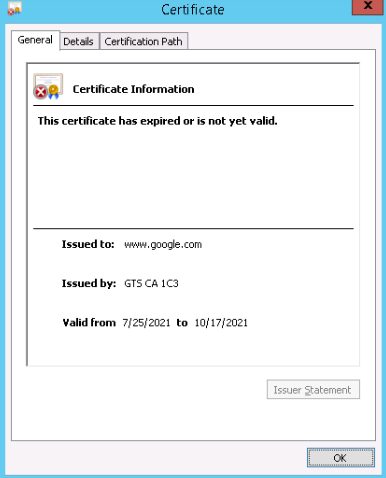 Certificate
x
General Details Certification Path
Certificate Information
This certificate has expired or is not yet valid.
Issued to: www.google.com
Issued by: GTS CA 1C3
Valid from 7/25/2021 to 10/17/2021
Issuer Statement
OK